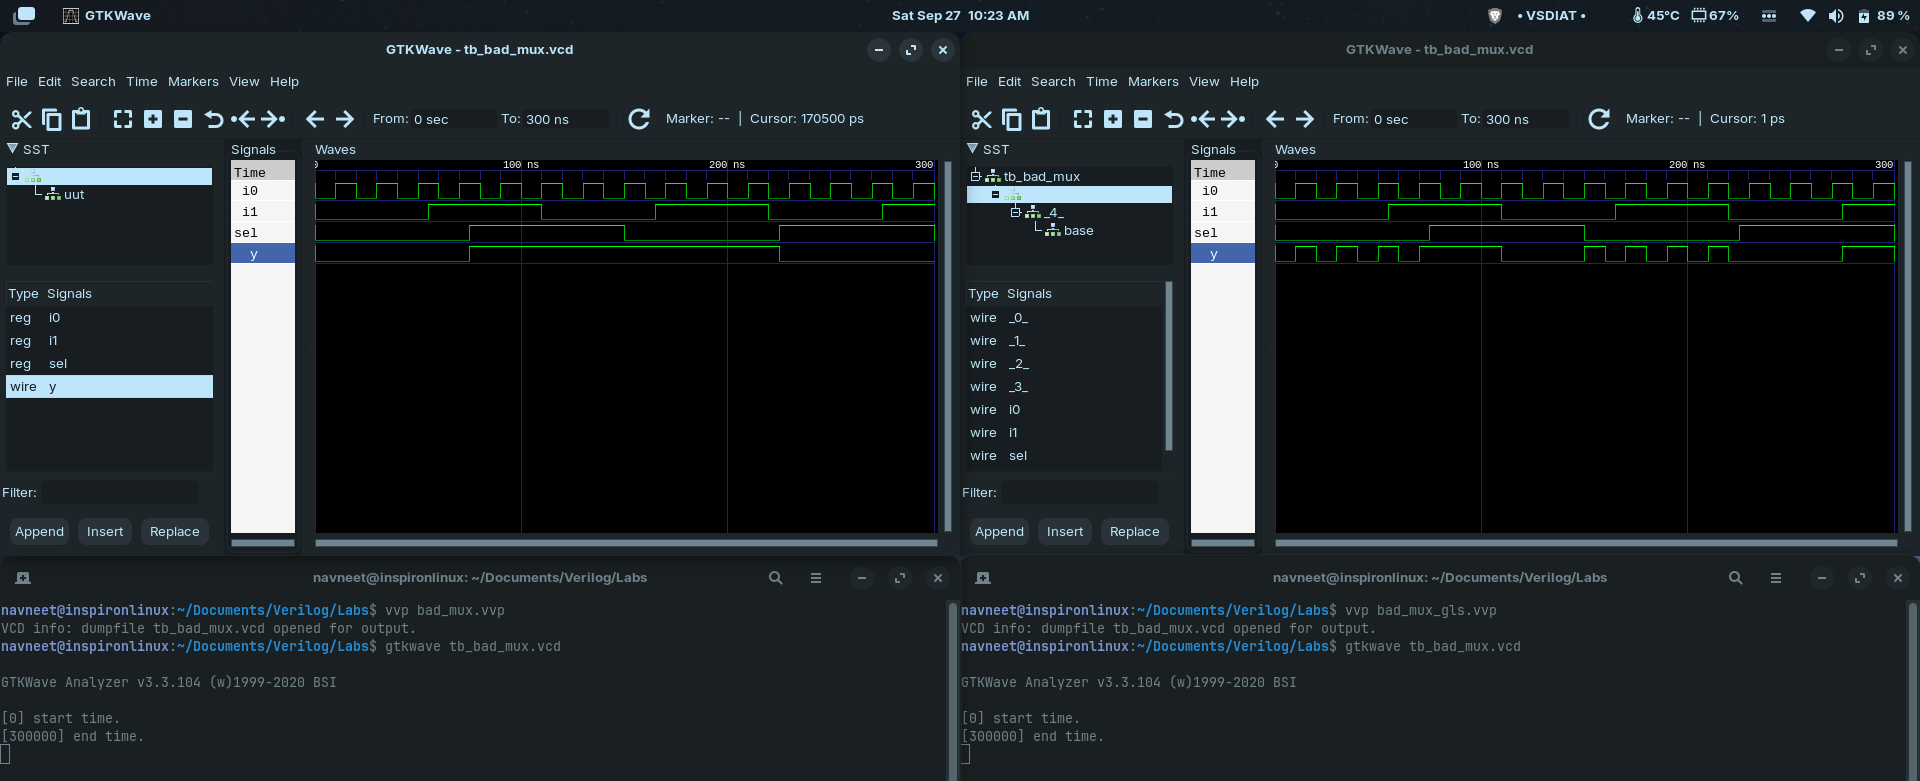 GTKWave
Sat Sep 27 10:23 AM
• VSDIAT •
45°C
67%
89 %
GTKWave - tb_bad_mux.vcd
File Edit Search Time Markers View Help
From: 0 sec To: 300 ns
Marker: -- | Cursor: 170500 ps
SST
uut
Type Signals
reg i0
reg i1
reg sel
wire y
Filter:
Append Insert Replace
Signals
Time
i0
i1
sel
y
Waves
0 100 ns 200 ns 300
GTKWave - tb_bad_mux.vcd
File Edit Search Time Markers View Help
From: 0 sec To: 300 ns
Marker: -- | Cursor: 1 ps
SST
tb_bad_mux
_4_
base
Type Signals
wire _0_
wire _1_
wire _2_
wire _3_
wire i0
wire i1
wire sel
Filter:
Append Insert Replace
Signals
Time
i0
i1
sel
y
Waves
0 100 ns 200 ns 300
navneet@inspironlinux: ~/Documents/Verilog/Labs
navneet@inspironlinux:~/Documents/Verilog/Labs$ vvp bad_mux.vvp
VCD info: dumpfile tb_bad_mux.vcd opened for output.
navneet@inspironlinux:~/Documents/Verilog/Labs$ gtkwave tb_bad_mux.vcd
GTKWave Analyzer v3.3.104 (w)1999-2020 BSI
[0] start time.
[300000] end time.
navneet@inspironlinux: ~/Documents/Verilog/Labs
navneet@inspironlinux:~/Documents/Verilog/Labs$ vvp bad_mux_gls.vvp
VCD info: dumpfile tb_bad_mux.vcd opened for output.
navneet@inspironlinux:~/Documents/Verilog/Labs$ gtkwave tb_bad_mux.vcd
GTKWave Analyzer v3.3.104 (w)1999-2020 BSI
[0] start time.
[300000] end time.